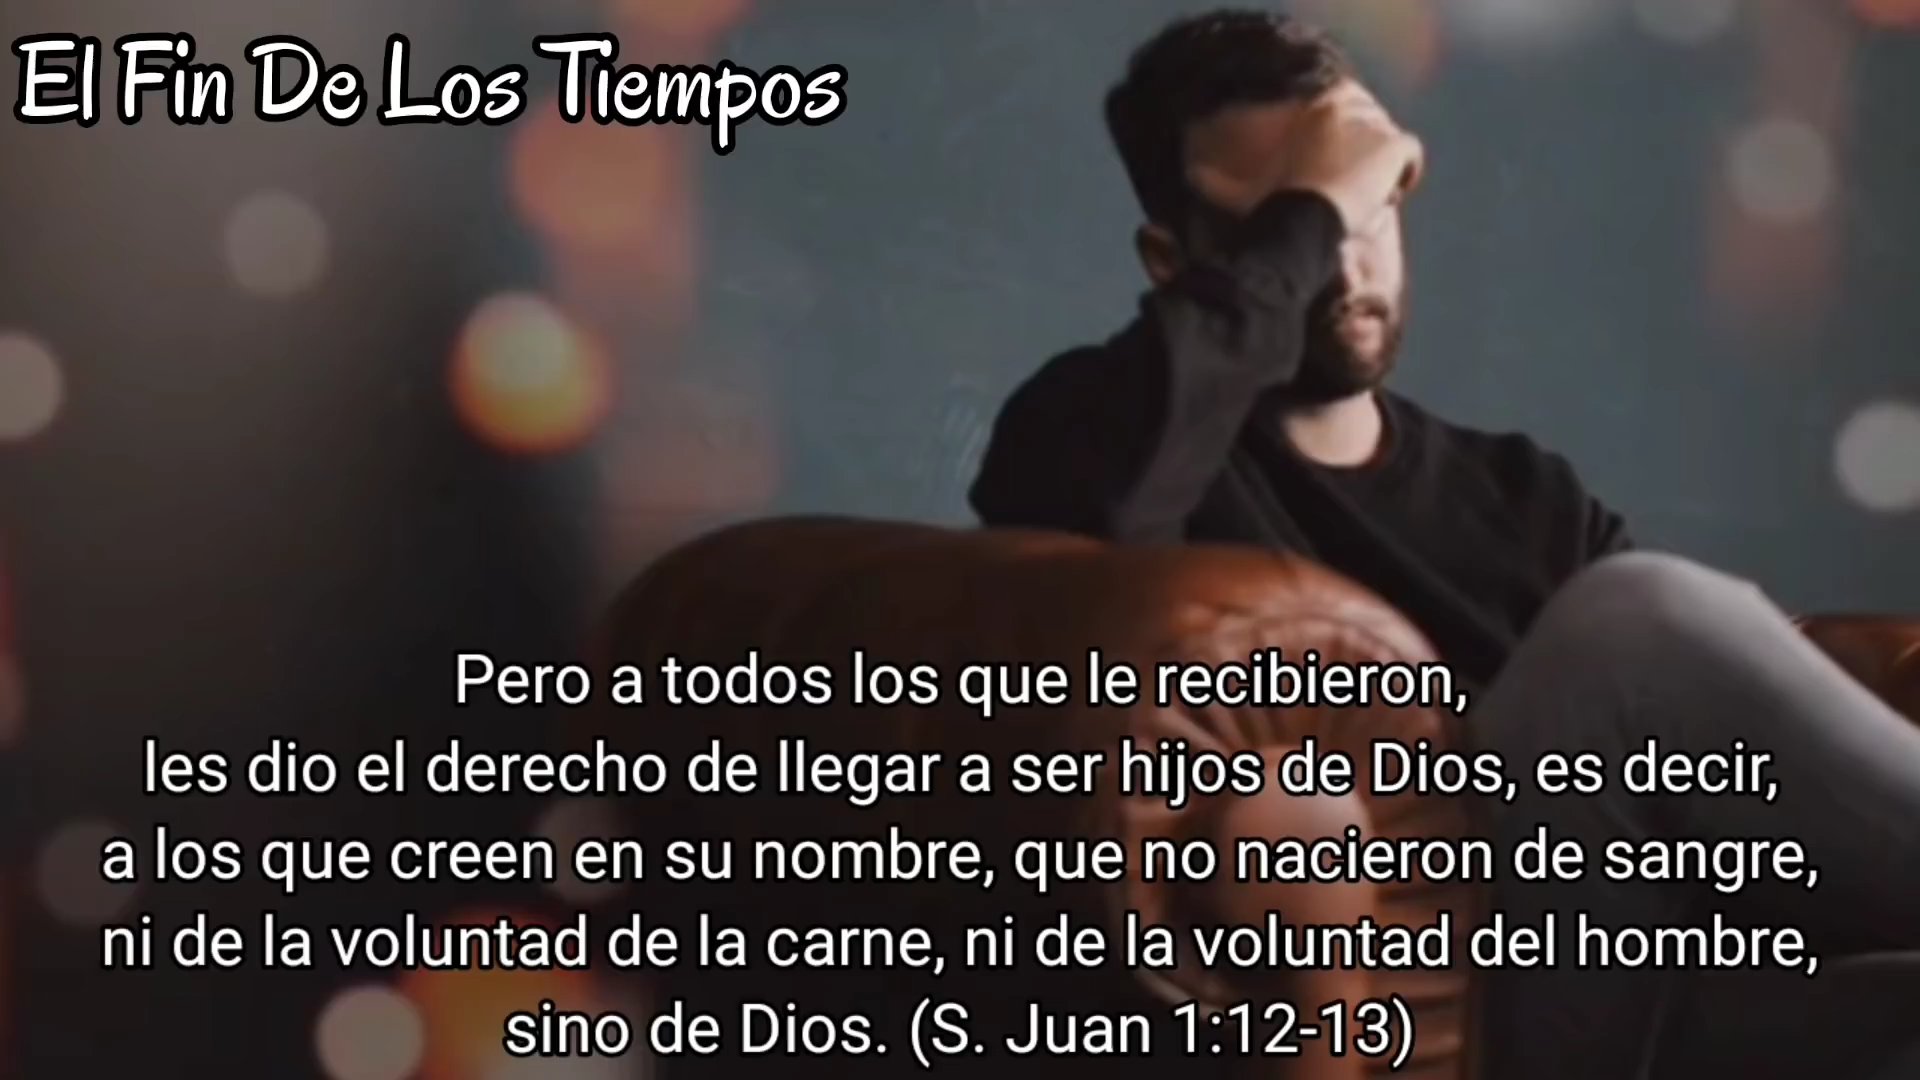 El Fin De Los Tiempos
Pero a todos los que le recibieron,
les dio el derecho de llegar a ser hijos de Dios, es decir,
a los que creen en su nombre, que no nacieron de sangre,
ni de la voluntad de la carne, ni de la voluntad del hombre,
sino de Dios. (S. Juan 1:12-13)